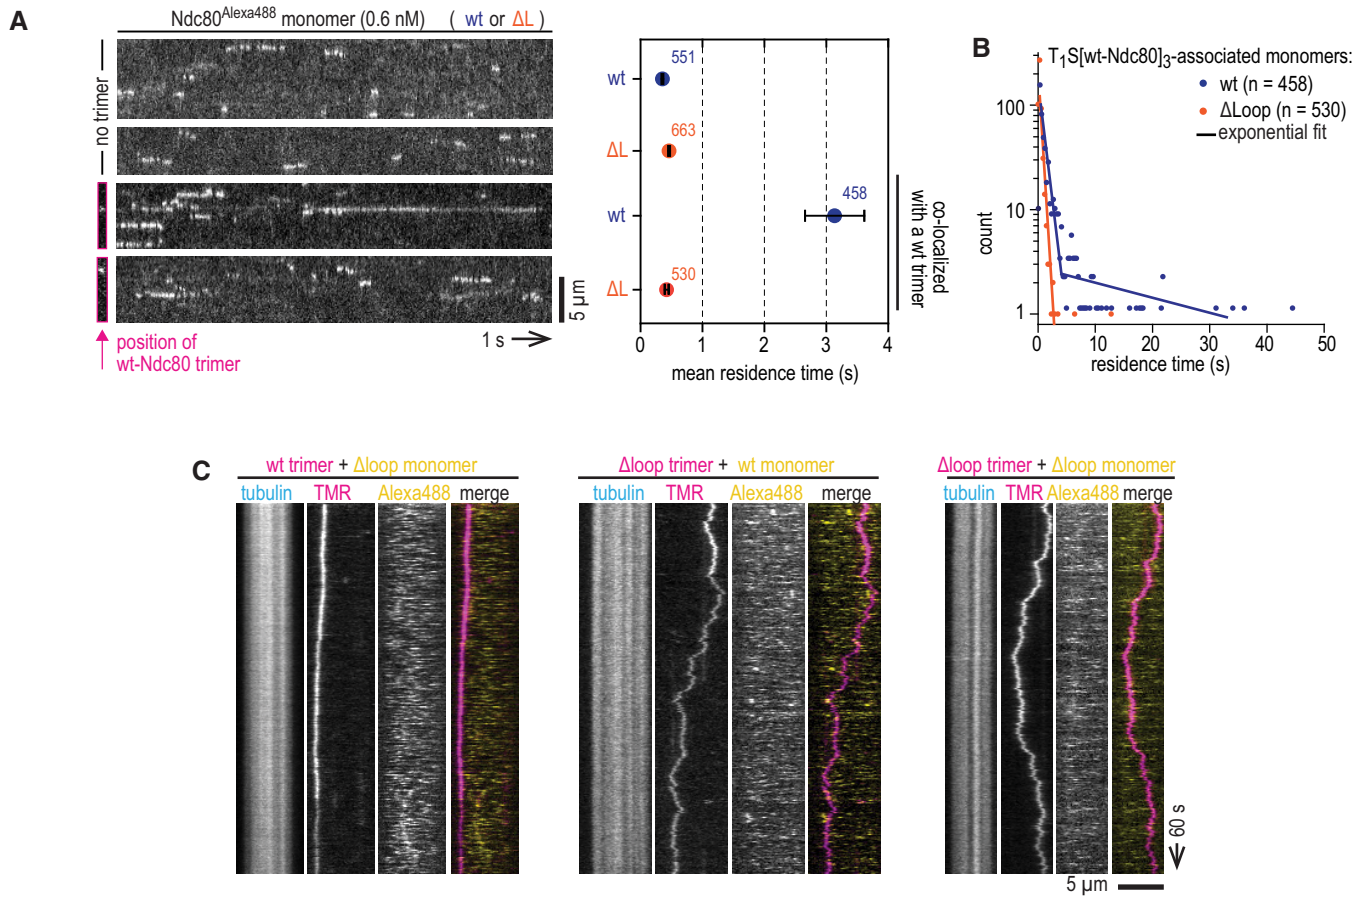 A
Ndc80Alexa488 monomer (0.6 nM) ( wt or ΔL )
no trimer
position of
wt-Ndc80 trimer
1 s
5 µm
wt
551
ΔL
663
wt
458
ΔL
530
co-localized
with a wt trimer
0 1 2 3 4
mean residence time (s)
B
T1S[wt-Ndc80]3-associated monomers:
wt (n = 458)
ΔLoop (n = 530)
exponential fit
count
100
10
1
0 10 20 30 40 50
residence time (s)
C
wt trimer + Δloop monomer
tubulin TMR Alexa488 merge
Δloop trimer + wt monomer
tubulin TMR Alexa488 merge
Δloop trimer + Δloop monomer
tubulin TMR Alexa488 merge
60 s
5 µm